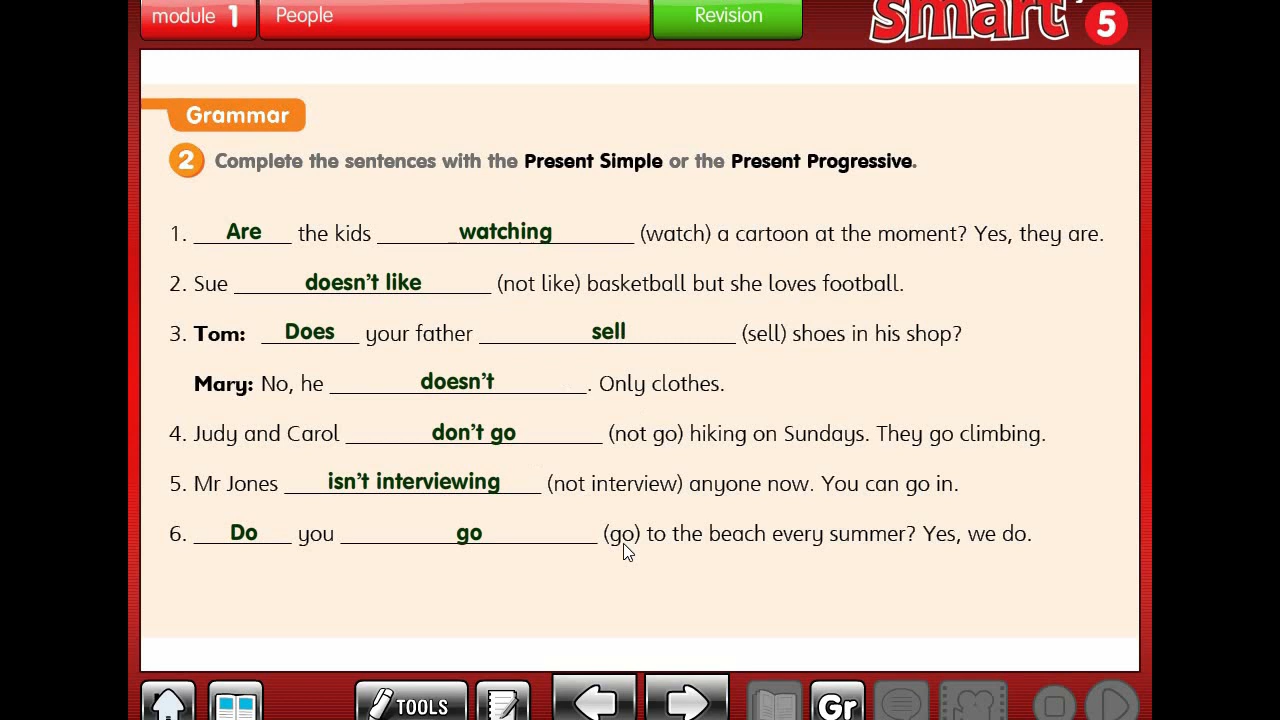 module 1 People Revision smart 5
Grammar
2 Complete the sentences with the Present Simple or the Present Progressive.
1. Are the kids watching (watch) a cartoon at the moment? Yes, they are.
2. Sue doesn't like (not like) basketball but she loves football.
3. Tom: Does your father sell (sell) shoes in his shop?
Mary: No, he doesn't. Only clothes.
4. Judy and Carol don't go (not go) hiking on Sundays. They go climbing.
5. Mr Jones isn't interviewing (not interview) anyone now. You can go in.
6. Do you go (go) to the beach every summer? Yes, we do.
TOOLS Gr